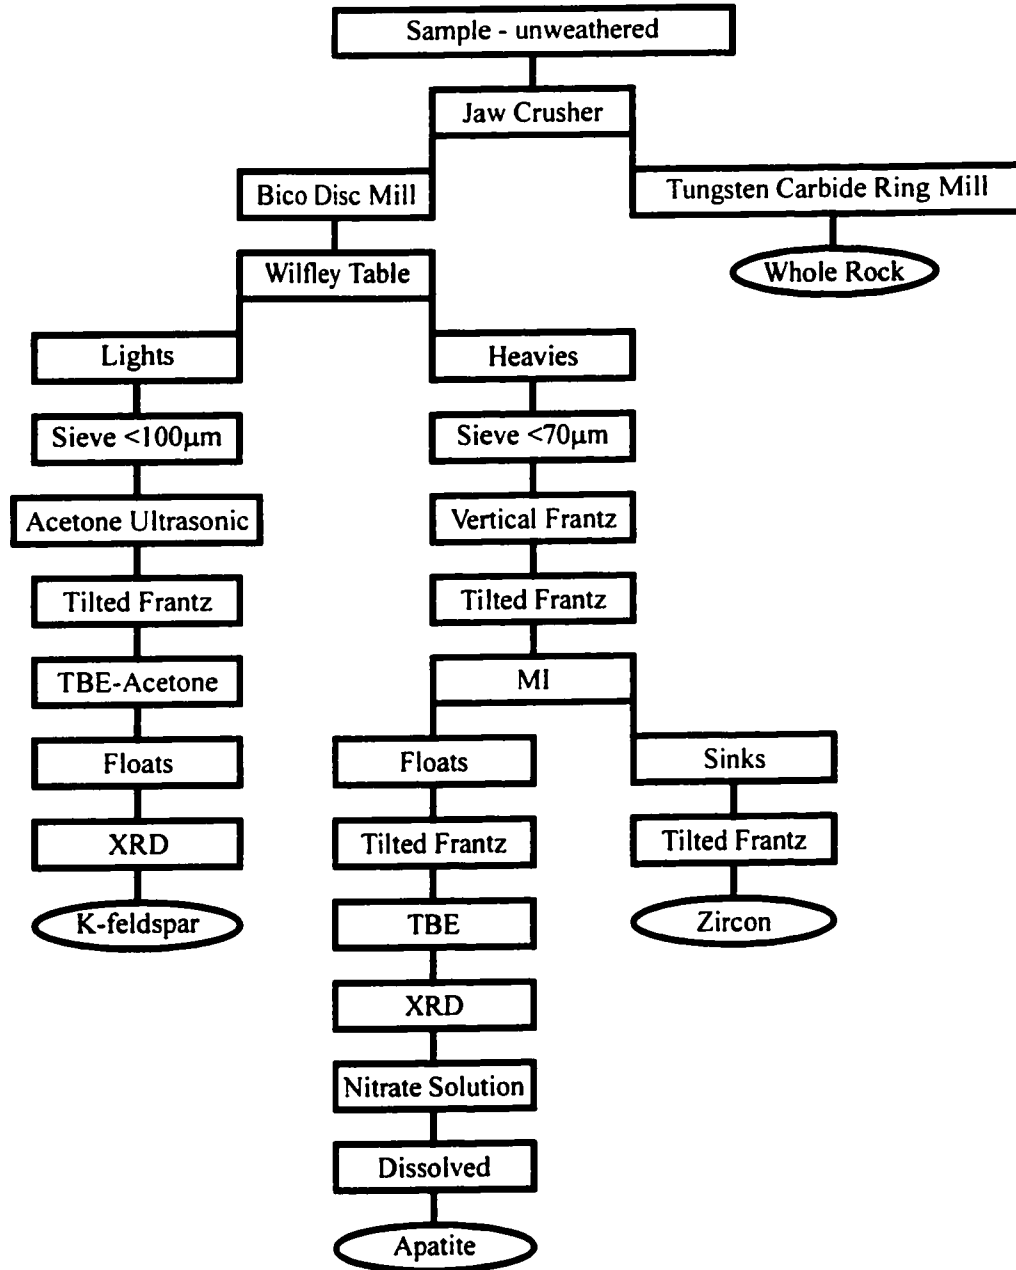 Sample - unweathered
Jaw Crusher
Bico Disc Mill
Tungsten Carbide Ring Mill
Wilfley Table
Whole Rock
Lights
Heavies
Sieve <100μm
Sieve <70μm
Acetone Ultrasonic
Vertical Frantz
Tilted Frantz
Tilted Frantz
TBE-Acetone
MI
Floats
Floats
Sinks
XRD
Tilted Frantz
Tilted Frantz
K-feldspar
TBE
Zircon
XRD
Nitrate Solution
Dissolved
Apatite